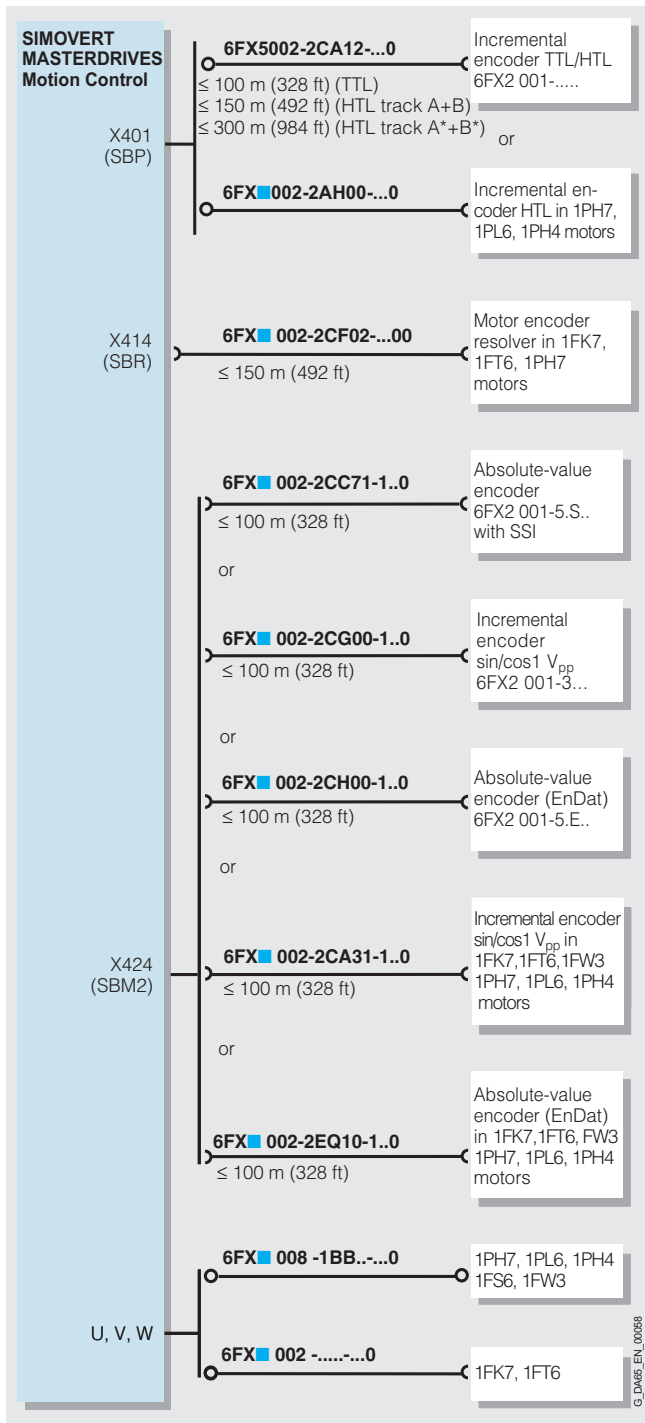 SIMOVERT
MASTERDRIVES
Motion Control
6FX5002-2CA12-...0
≤ 100 m (328 ft) (TTL)
≤ 150 m (492 ft) (HTL track A+B)
≤ 300 m (984 ft) (HTL track A*+B*)
Incremental
encoder TTL/HTL
6FX2 001-.....
or
X401
(SBP)
6FX■002-2AH00-...0
Incremental en-
coder HTL in 1PH7,
1PL6, 1PH4 motors
X414
(SBR)
6FX■ 002-2CF02-...00
≤ 150 m (492 ft)
Motor encoder
resolver in 1FK7,
1FT6, 1PH7
motors
6FX■ 002-2CC71-1..0
≤ 100 m (328 ft)
Absolute-value
encoder
6FX2 001-5.S..
with SSI
or
6FX■ 002-2CG00-1..0
≤ 100 m (328 ft)
Incremental
encoder
sin/cos1 Vpp
6FX2 001-3...
or
6FX■ 002-2CH00-1..0
≤ 100 m (328 ft)
Absolute-value
encoder (EnDat)
6FX2 001-5.E..
or
X424
(SBM2)
6FX■ 002-2CA31-1..0
≤ 100 m (328 ft)
Incremental encoder
sin/cos1 Vpp in
1FK7,1FT6,1FW3
1PH7, 1PL6, 1PH4
motors
or
6FX■ 002-2EQ10-1..0
≤ 100 m (328 ft)
Absolute-value
encoder (EnDat)
in 1FK7,1FT6, FW3
1PH7, 1PL6, 1PH4
motors
U, V, W
6FX■ 008 -1BB..-...0
1PH7, 1PL6, 1PH4
1FS6, 1FW3
6FX■ 002 -.....-...0
1FK7, 1FT6
G_DA65_EN_00058